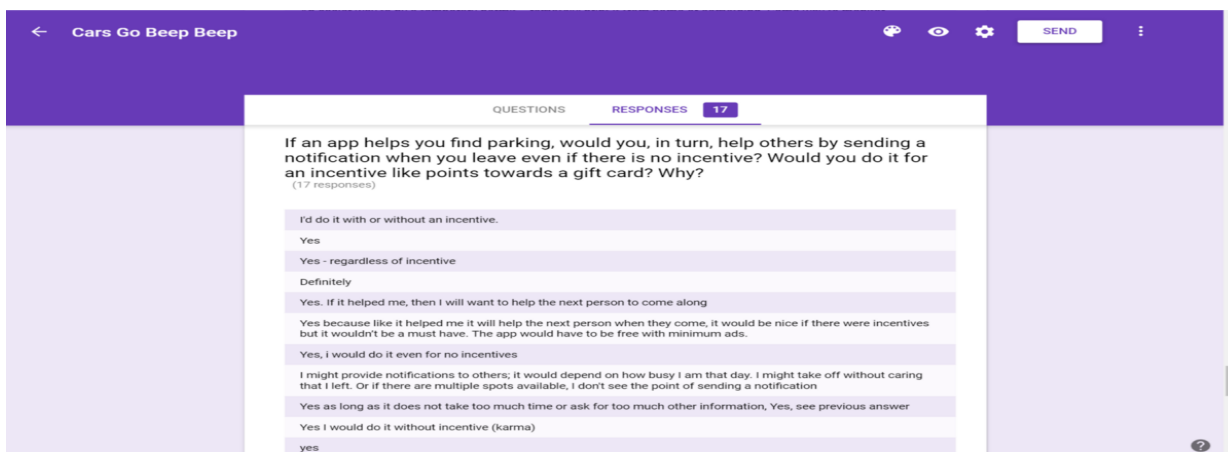 Cars Go Beep Beep
SEND
QUESTIONS RESPONSES 17
If an app helps you find parking, would you, in turn, help others by sending a
notification when you leave even if there is no incentive? Would you do it for
an incentive like points towards a gift card? Why?
(17 responses)
I'd do it with or without an incentive.
Yes
Yes - regardless of incentive
Definitely
Yes. If it helped me, then I will want to help the next person to come along
Yes because like it helped me it will help the next person when they come, it would be nice if there were incentives
but it wouldn't be a must have. The app would have to be free with minimum ads.
Yes, i would do it even for no incentives
I might provide notifications to others; it would depend on how busy I am that day. I might take off without caring
that I left. Or if there are multiple spots available, I don't see the point of sending a notification
Yes as long as it does not take too much time or ask for too much other information, Yes, see previous answer
Yes I would do it without incentive (karma)
yes